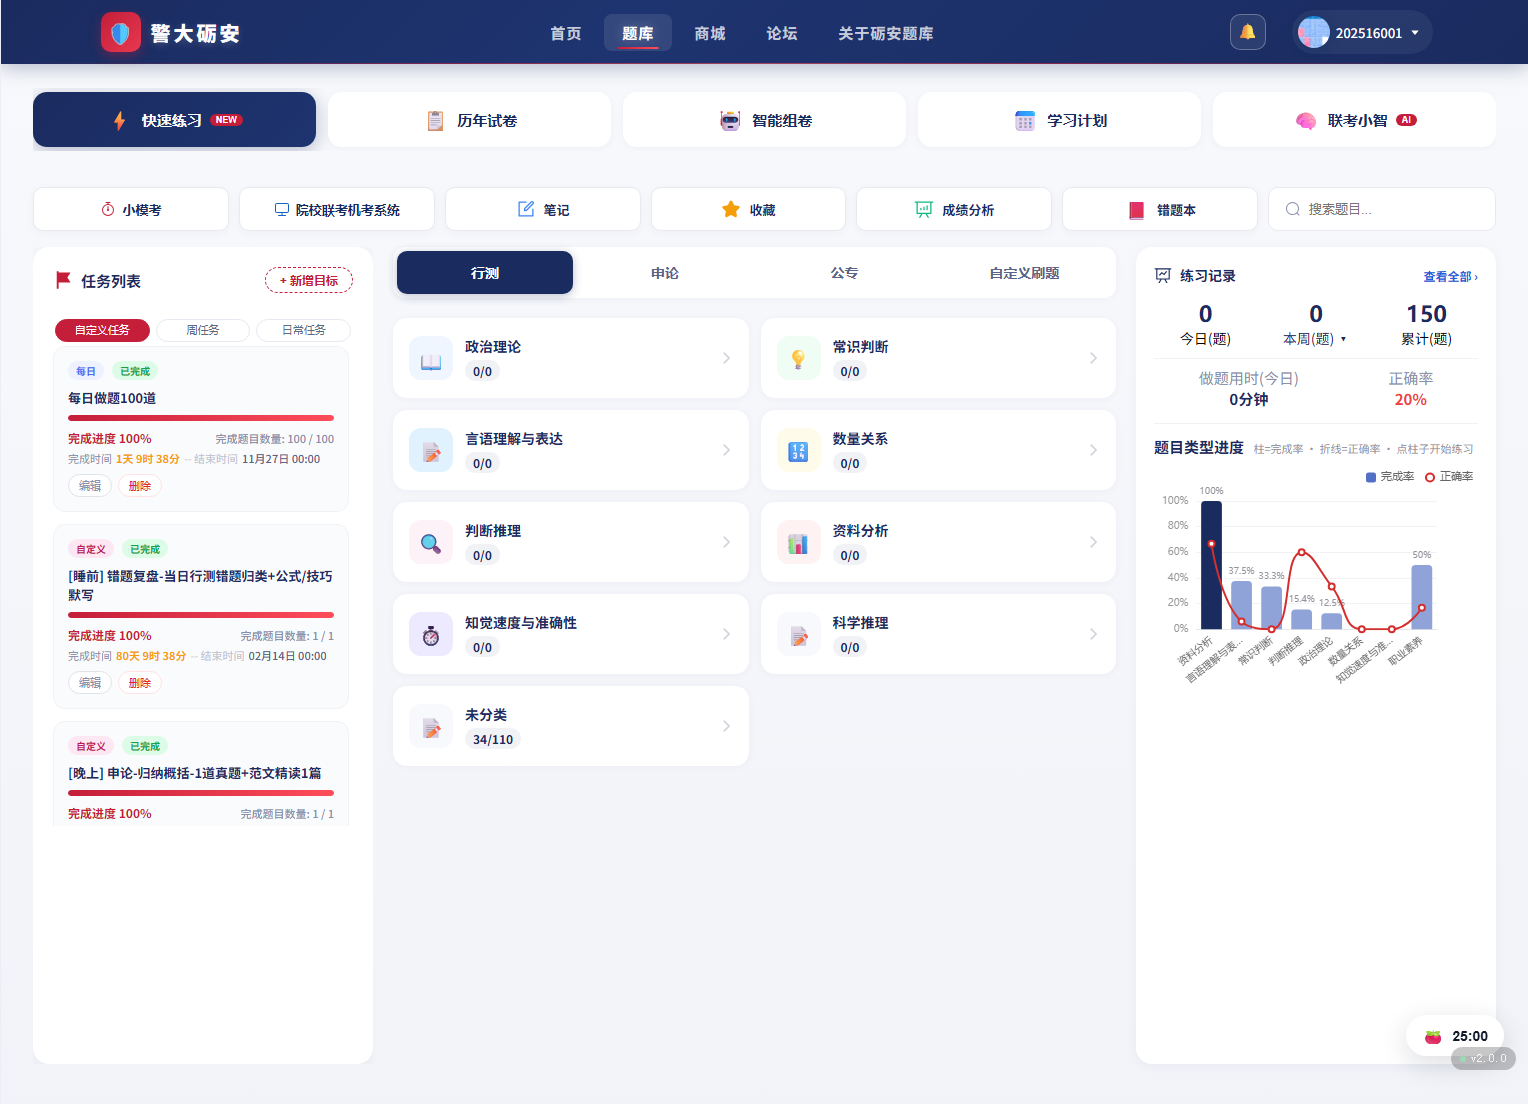 警大砺安
首页
题库
商城
论坛
关于砺安题库
202516001
快速练习 NEW
历年试卷
智能组卷
学习计划
联考小智 AI
小模考
院校联考机考系统
笔记
收藏
成绩分析
错题本
搜索题目...
任务列表
+ 新增目标
自定义任务
周任务
日常任务
每日 已完成
每日做题100道
完成进度 100% 完成题目数量: 100 / 100
完成时间 1天 9时 38分 -- 结束时间 11月27日 00:00
编辑 删除
自定义 已完成
[睡前] 错题复盘-当日行测错题归类+公式/技巧
默写
完成进度 100% 完成题目数量: 1 / 1
完成时间 80天 9时 38分 -- 结束时间 02月14日 00:00
编辑 删除
自定义 已完成
[晚上] 申论-归纳概括-1道真题+范文精读1篇
完成进度 100% 完成题目数量: 1 / 1
行测
申论
公专
自定义刷题
政治理论
0/0
常识判断
0/0
言语理解与表达
0/0
数量关系
0/0
判断推理
0/0
资料分析
0/0
知觉速度与准确性
0/0
科学推理
0/0
未分类
34/110
练习记录
查看全部 ›
0 0 150
今日(题) 本周(题) ▾ 累计(题)
做题用时(今日) 正确率
0分钟 20%
题目类型进度 柱=完成率 · 折线=正确率 · 点柱子开始练习
完成率 正确率
100%
80%
60%
40%
20%
0%
100%
37.5%
33.3%
15.4%
12.5%
50%
资料分析
言语理解与表...
常识判断
判断推理
政治理论
数量关系
知觉速度与准...
职业素养
25:00
v2.0.0